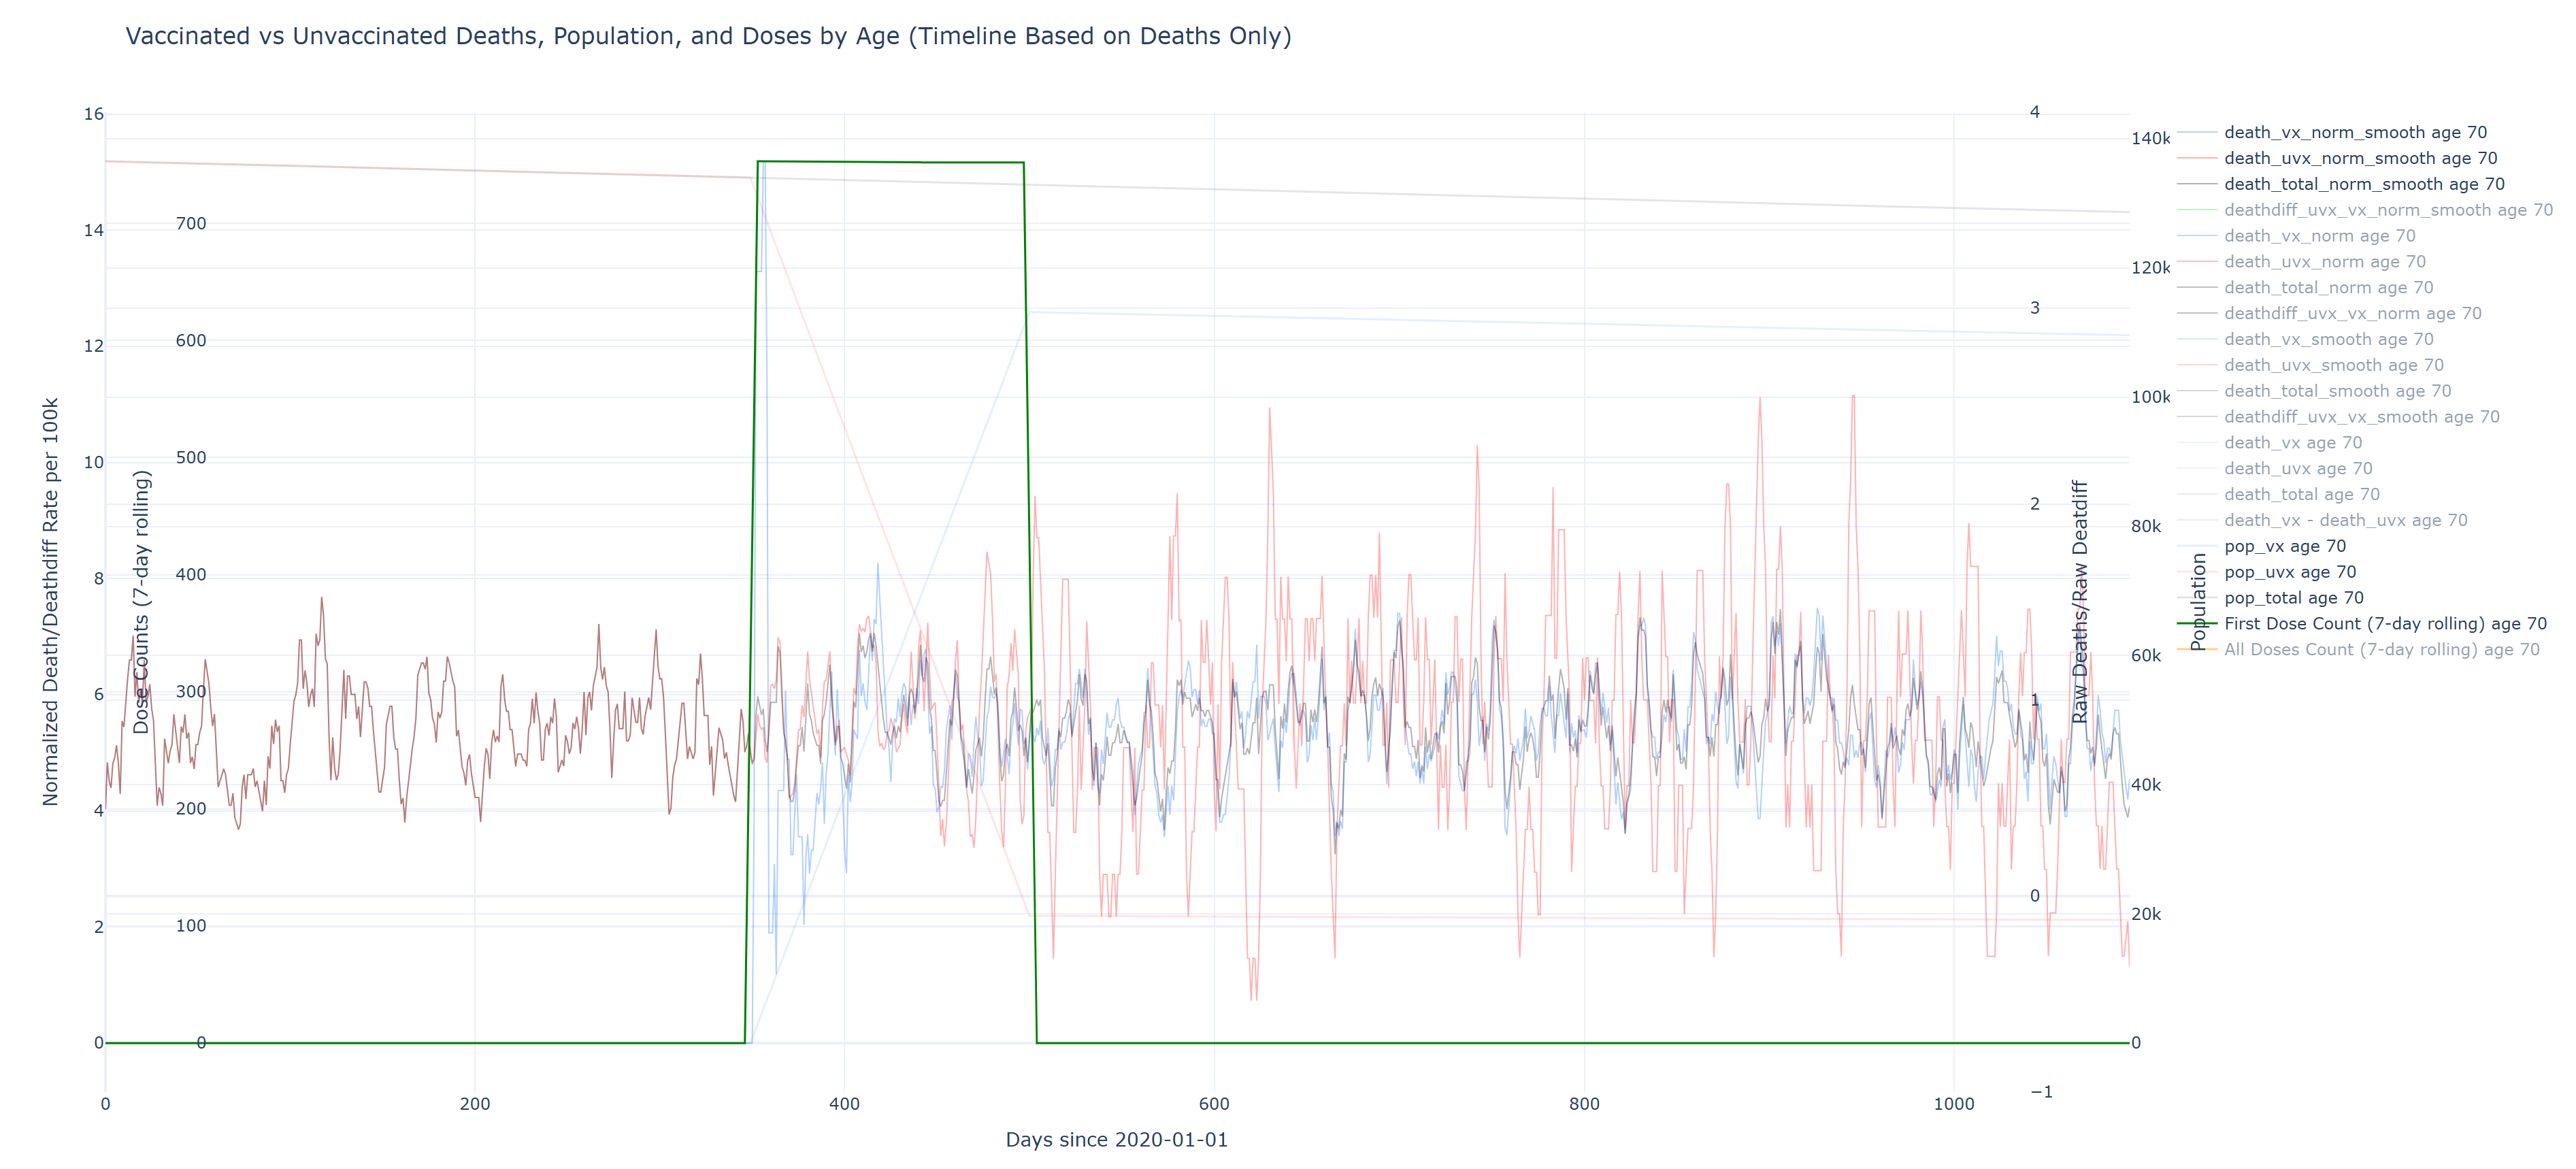 Vaccinated vs Unvaccinated Deaths, Population, and Doses by Age (Timeline Based on Deaths Only)
Normalized Death/Deathdiff Rate per 100k
16
14
12
10
8
6
4
2
0
Dose Counts (7-day rolling)
700
600
500
400
300
200
100
0
0
200
400
600
800
1000
Days since 2020-01-01
4
3
2
1
0
−1
Raw Deaths/Raw Deatdiff
140k
120k
100k
80k
60k
40k
20k
0
Population
death_vx_norm_smooth age 70
death_uvx_norm_smooth age 70
death_total_norm_smooth age 70
deathdiff_uvx_vx_norm_smooth age 70
death_vx_norm age 70
death_uvx_norm age 70
death_total_norm age 70
deathdiff_uvx_vx_norm age 70
death_vx_smooth age 70
death_uvx_smooth age 70
death_total_smooth age 70
deathdiff_uvx_vx_smooth age 70
death_vx age 70
death_uvx age 70
death_total age 70
death_vx - death_uvx age 70
pop_vx age 70
pop_uvx age 70
pop_total age 70
First Dose Count (7-day rolling) age 70
All Doses Count (7-day rolling) age 70